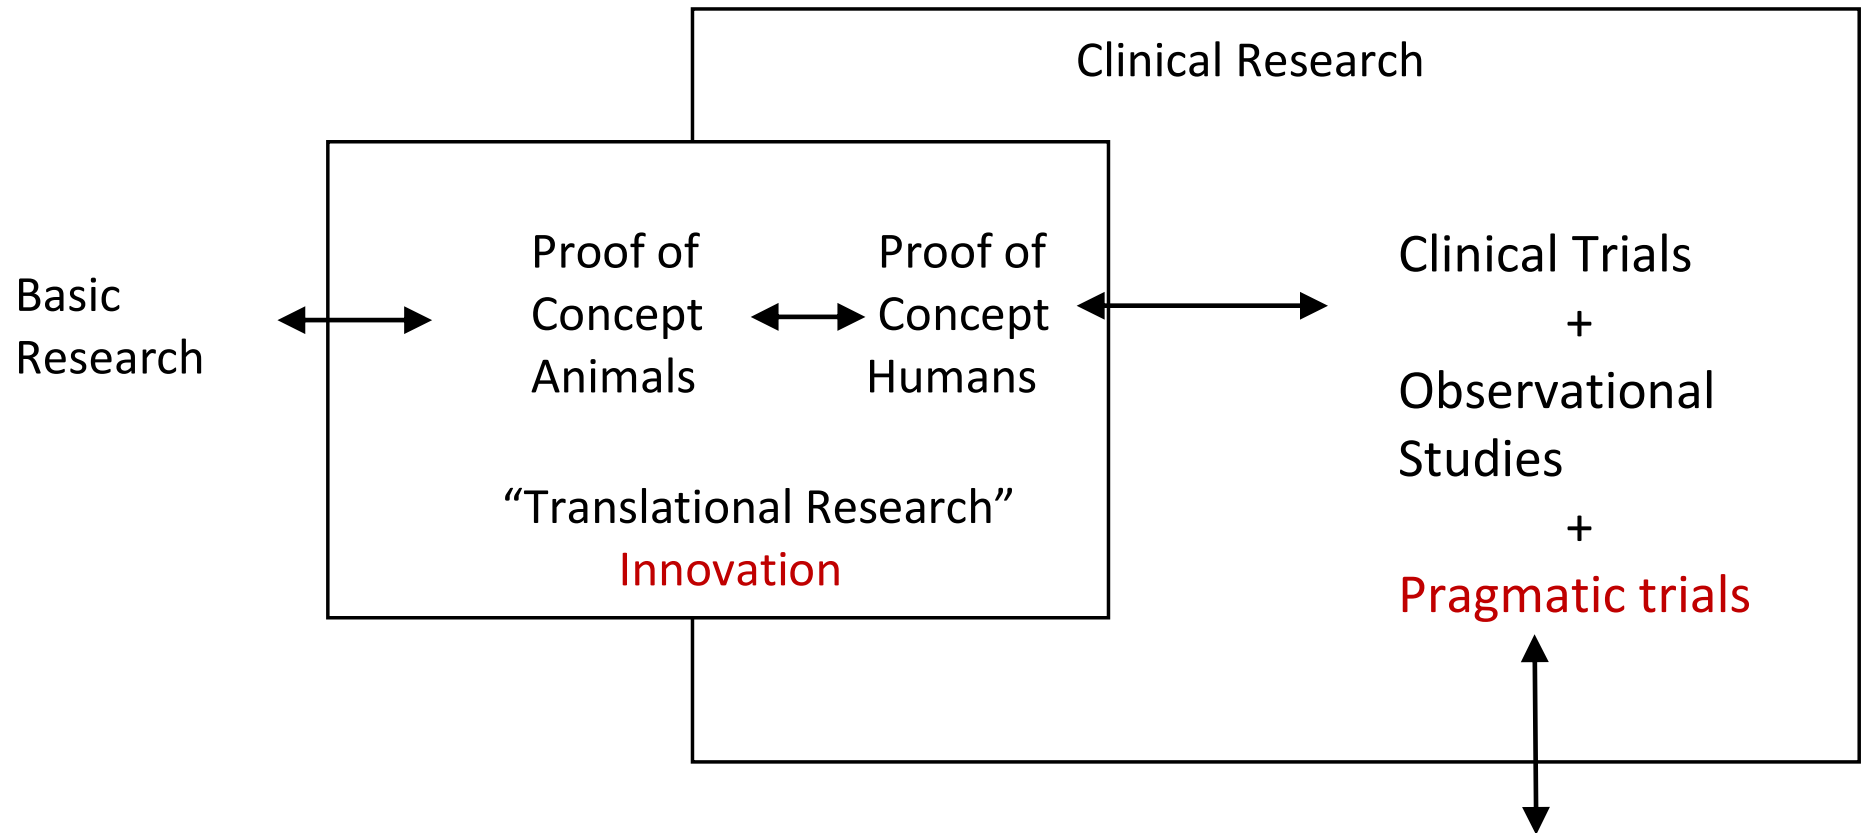 Clinical Research
Basic
Research
Proof of
Concept
Animals
Proof of
Concept
Humans
“Translational Research”
Innovation
Clinical Trials
+
Observational
Studies
+
Pragmatic trials